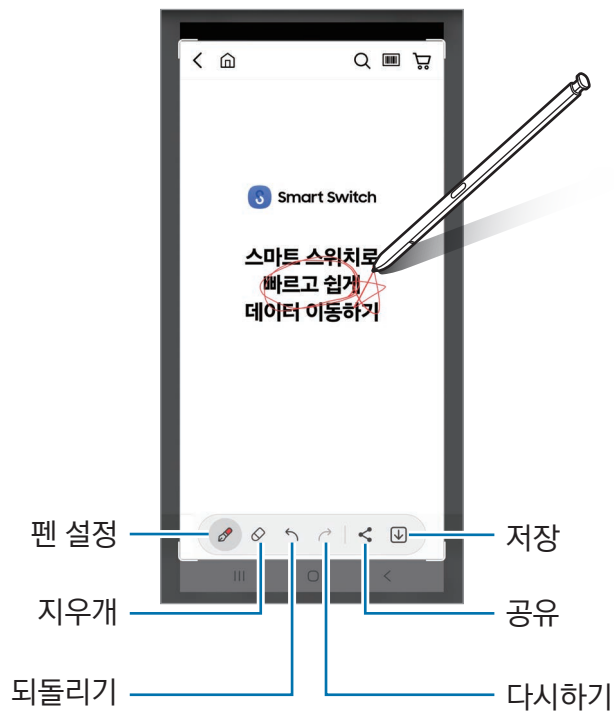 Smart Switch
스마트 스위치로
빠르고 쉽게
데이터 이동하기
펜 설정
저장
지우개
공유
되돌리기
다시하기